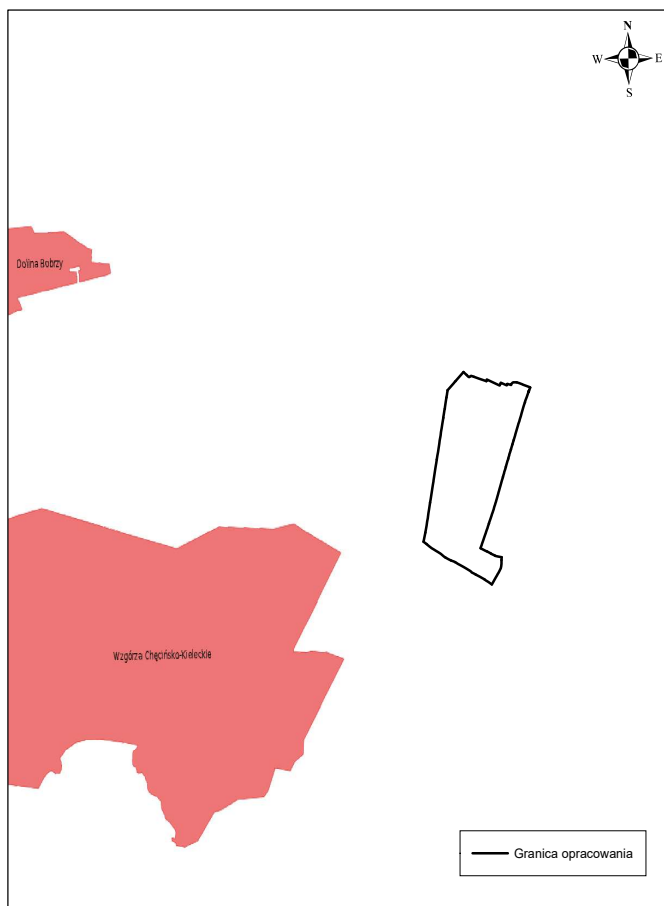 N
W E
S
Dolina Bobrzy
Wzgórza Chęcińsko-Kieleckie
Granica opracowania